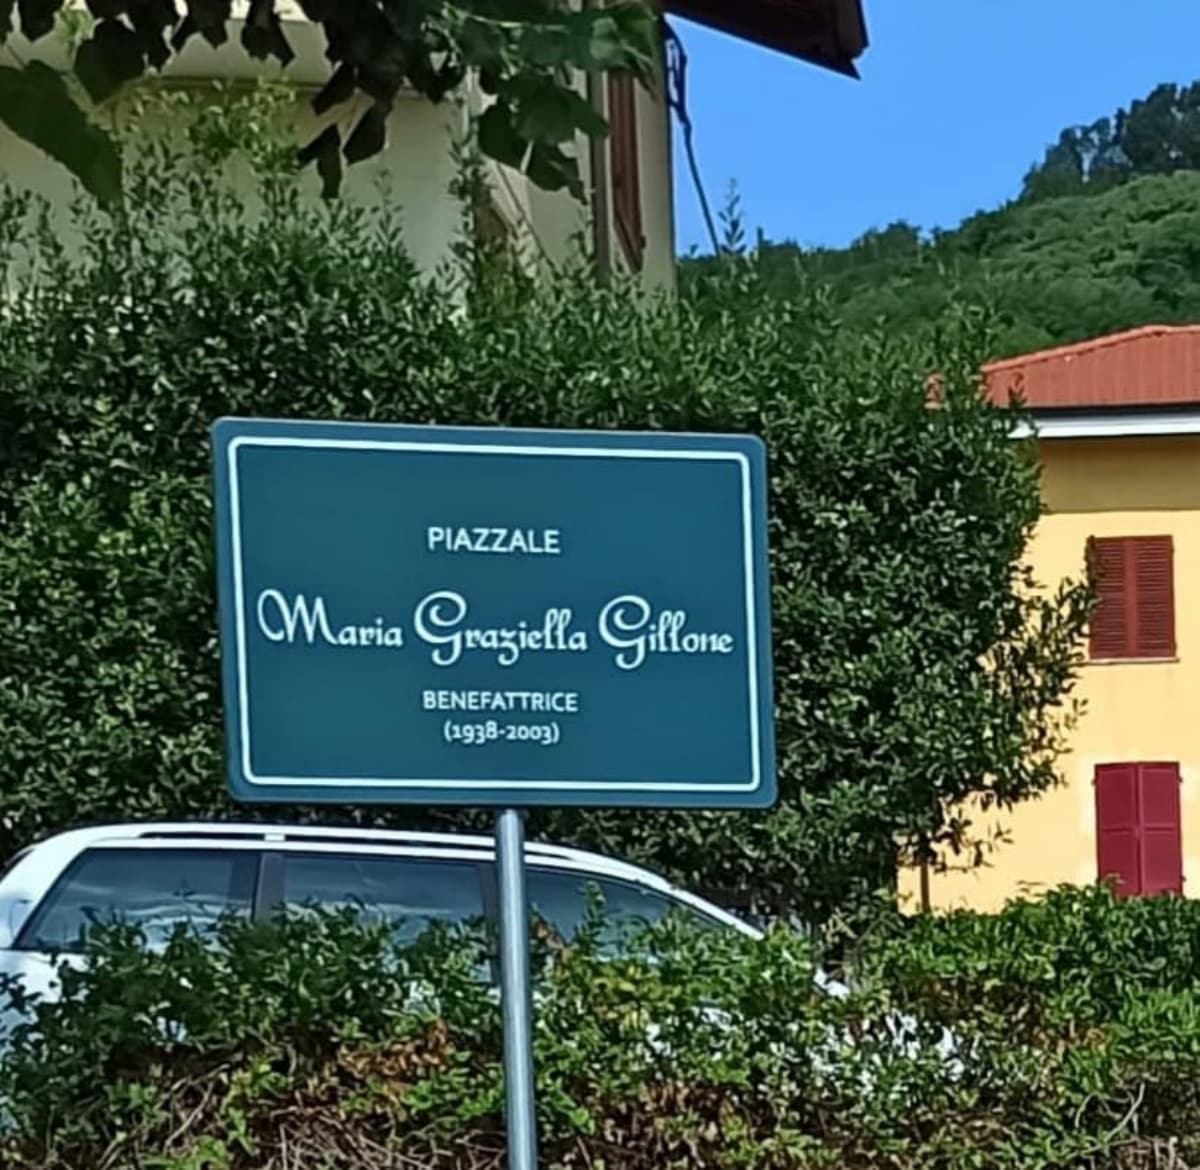 PIAZZALE
Maria Graziella Gillone
BENEFATTRICE
(1938-2003)